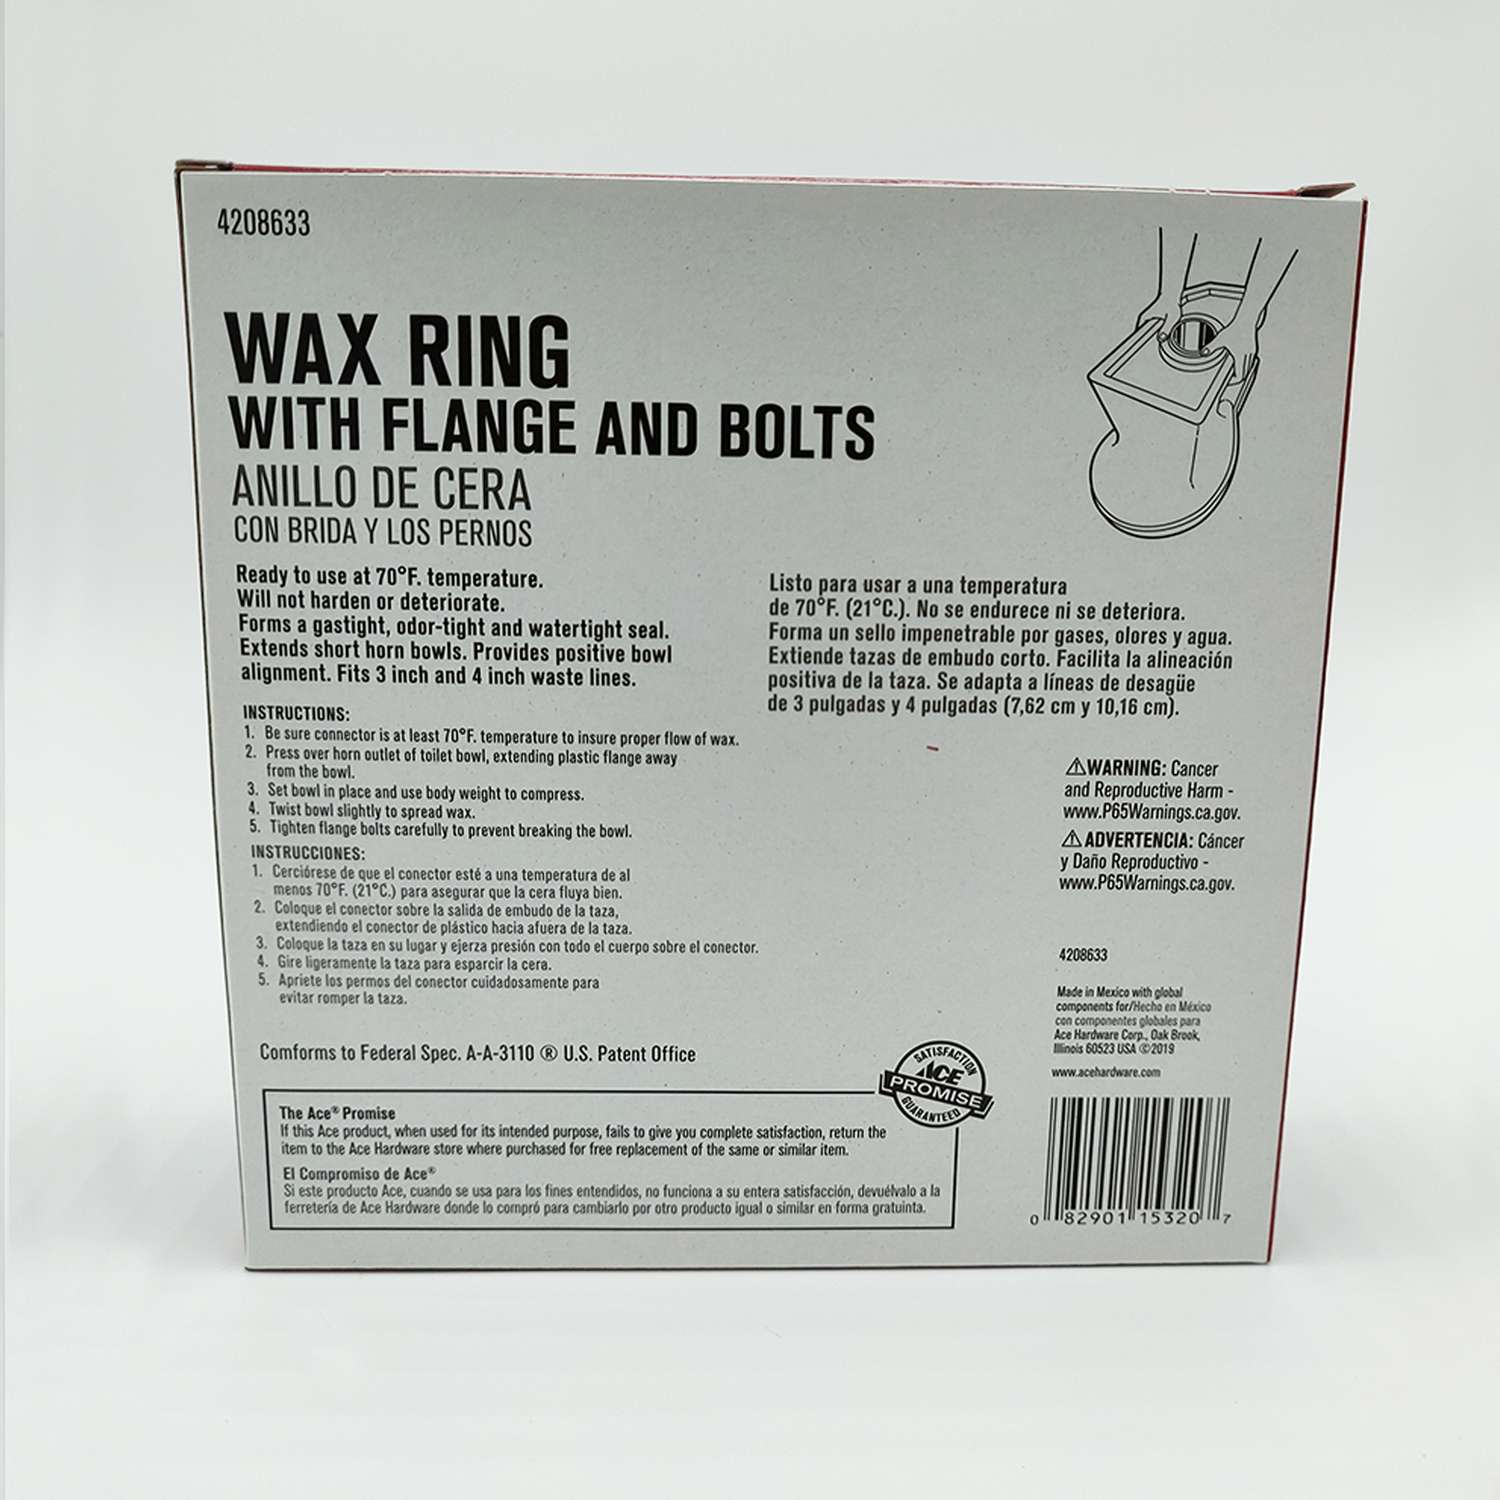 4208633
WAX RING
WITH FLANGE AND BOLTS
ANILLO DE CERA
CON BRIDA Y LOS PERNOS
Ready to use at 70°F. temperature.
Will not harden or deteriorate.
Forms a gastight, odor-tight and watertight seal.
Extends short horn bowls. Provides positive bowl
alignment. Fits 3 inch and 4 inch waste lines.
Listo para usar a una temperatura
de 70°F. (21°C.). No se endurece ni se deteriora.
Forma un sello impenetrable por gases, olores y agua.
Extiende tazas de embudo corto. Facilita la alineación
positiva de la taza. Se adapta a líneas de desagüe
de 3 pulgadas y 4 pulgadas (7,62 cm y 10,16 cm).
INSTRUCTIONS:
1. Be sure connector is at least 70°F. temperature to insure proper flow of wax.
2. Press over horn outlet of toilet bowl, extending plastic flange away
from the bowl.
3. Set bowl in place and use body weight to compress.
4. Twist bowl slightly to spread wax.
5. Tighten flange bolts carefully to prevent breaking the bowl.
INSTRUCCIONES:
1. Cerciórese de que el conector esté a una temperatura de al
menos 70°F. (21°C.) para asegurar que la cera fluya bien.
2. Coloque el conector sobre la salida de embudo de la taza,
extendiendo el conector de plástico hacia afuera de la taza.
3. Coloque la taza en su lugar y ejerza presión con todo el cuerpo sobre el conector.
4. Gire ligeramente la taza para esparcir la cera.
5. Apriete los permos del conector cuidadosamente para
evitar romper la taza.
⚠WARNING: Cancer
and Reproductive Harm -
www.P65Warnings.ca.gov.
⚠ADVERTENCIA: Cáncer
y Daño Reproductivo -
www.P65Warnings.ca.gov.
4208633
Made in Mexico with global
components for/Hecho en México
con componentes globales para
Ace Hardware Corp., Oak Brook,
Illinois 60523 USA ©2019
www.acehardware.com
Comforms to Federal Spec. A-A-3110 ® U.S. Patent Office
SATISFACTION
ACE
PROMISE
GUARANTEED
The Ace® Promise
If this Ace product, when used for its intended purpose, fails to give you complete satisfaction, return the
item to the Ace Hardware store where purchased for free replacement of the same or similar item.
El Compromiso de Ace®
Si este producto Ace, cuando se usa para los fines entendidos, no funciona a su entera satisfacción, devuélvalo a la
ferretería de Ace Hardware donde lo compró para cambiarlo por otro producto igual o similar en forma gratuinta.
0 82901 15320 7